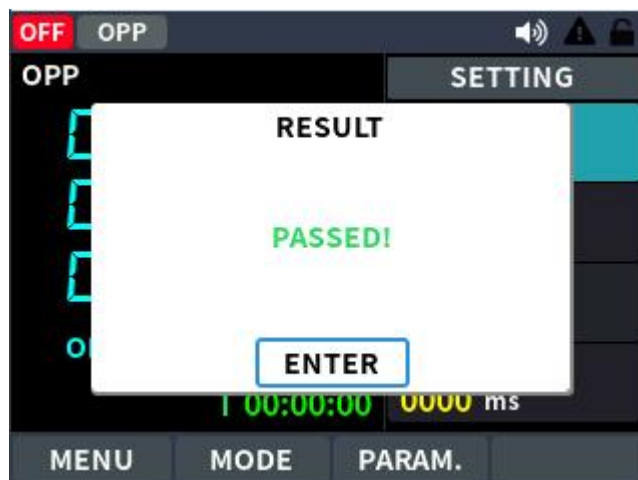 OFF OPP
OPP SETTING
RESULT
PASSED!
ENTER
00:00:00 0000 ms
MENU MODE PARAM.